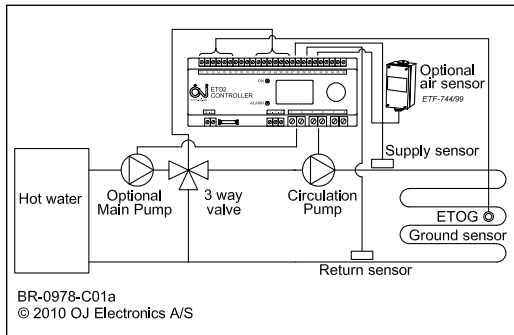 OJ
ETO2
CONTROLLER
ON
ALARM
Optional
air sensor
ETF-744/99
Supply sensor
Hot water
Optional
Main Pump
3 way
valve
Circulation
Pump
ETOG
Ground sensor
Return sensor
BR-0978-C01a
© 2010 OJ Electronics A/S